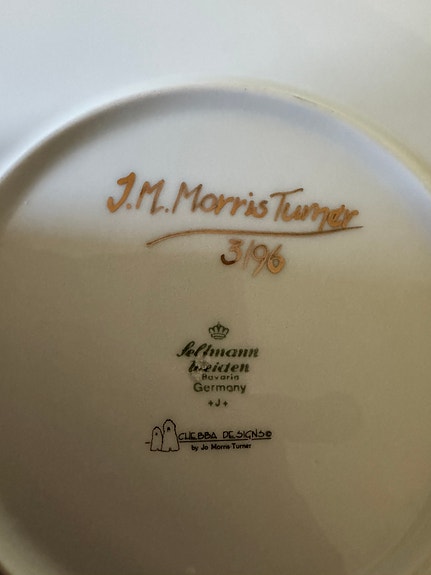 J.M. Morris Turner
3/96
Seltmann
Weiden
Bavaria
Germany
+J+
CLEBBA DESIGNS©
by Jo Morris-Turner